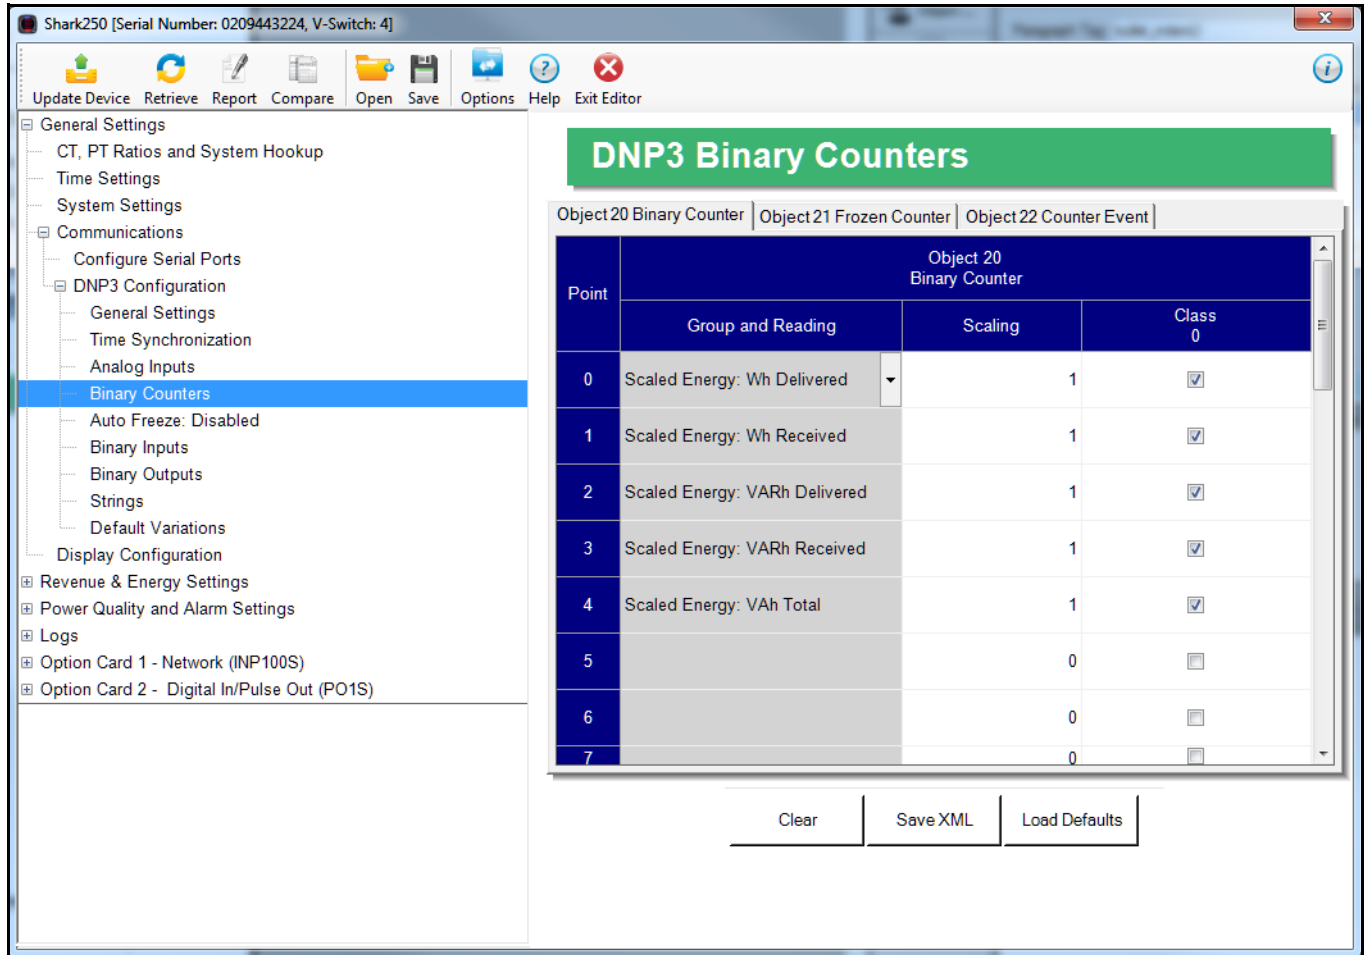 Shark250 [Serial Number: 0209443224, V-Switch: 4]
Update Device Retrieve Report Compare Open Save Options Help Exit Editor
General Settings
CT, PT Ratios and System Hookup
Time Settings
System Settings
Communications
Configure Serial Ports
DNP3 Configuration
General Settings
Time Synchronization
Analog Inputs
Binary Counters
Auto Freeze: Disabled
Binary Inputs
Binary Outputs
Strings
Default Variations
Display Configuration
Revenue & Energy Settings
Power Quality and Alarm Settings
Logs
Option Card 1 - Network (INP100S)
Option Card 2 - Digital In/Pulse Out (PO1S)
DNP3 Binary Counters
Object 20 Binary Counter Object 21 Frozen Counter Object 22 Counter Event
Object 20
Binary Counter
Point
Group and Reading Scaling Class
0
0 Scaled Energy: Wh Delivered 1
1 Scaled Energy: Wh Received 1
2 Scaled Energy: VARh Delivered 1
3 Scaled Energy: VARh Received 1
4 Scaled Energy: VAh Total 1
5 0
6 0
7 0
Clear Save XML Load Defaults